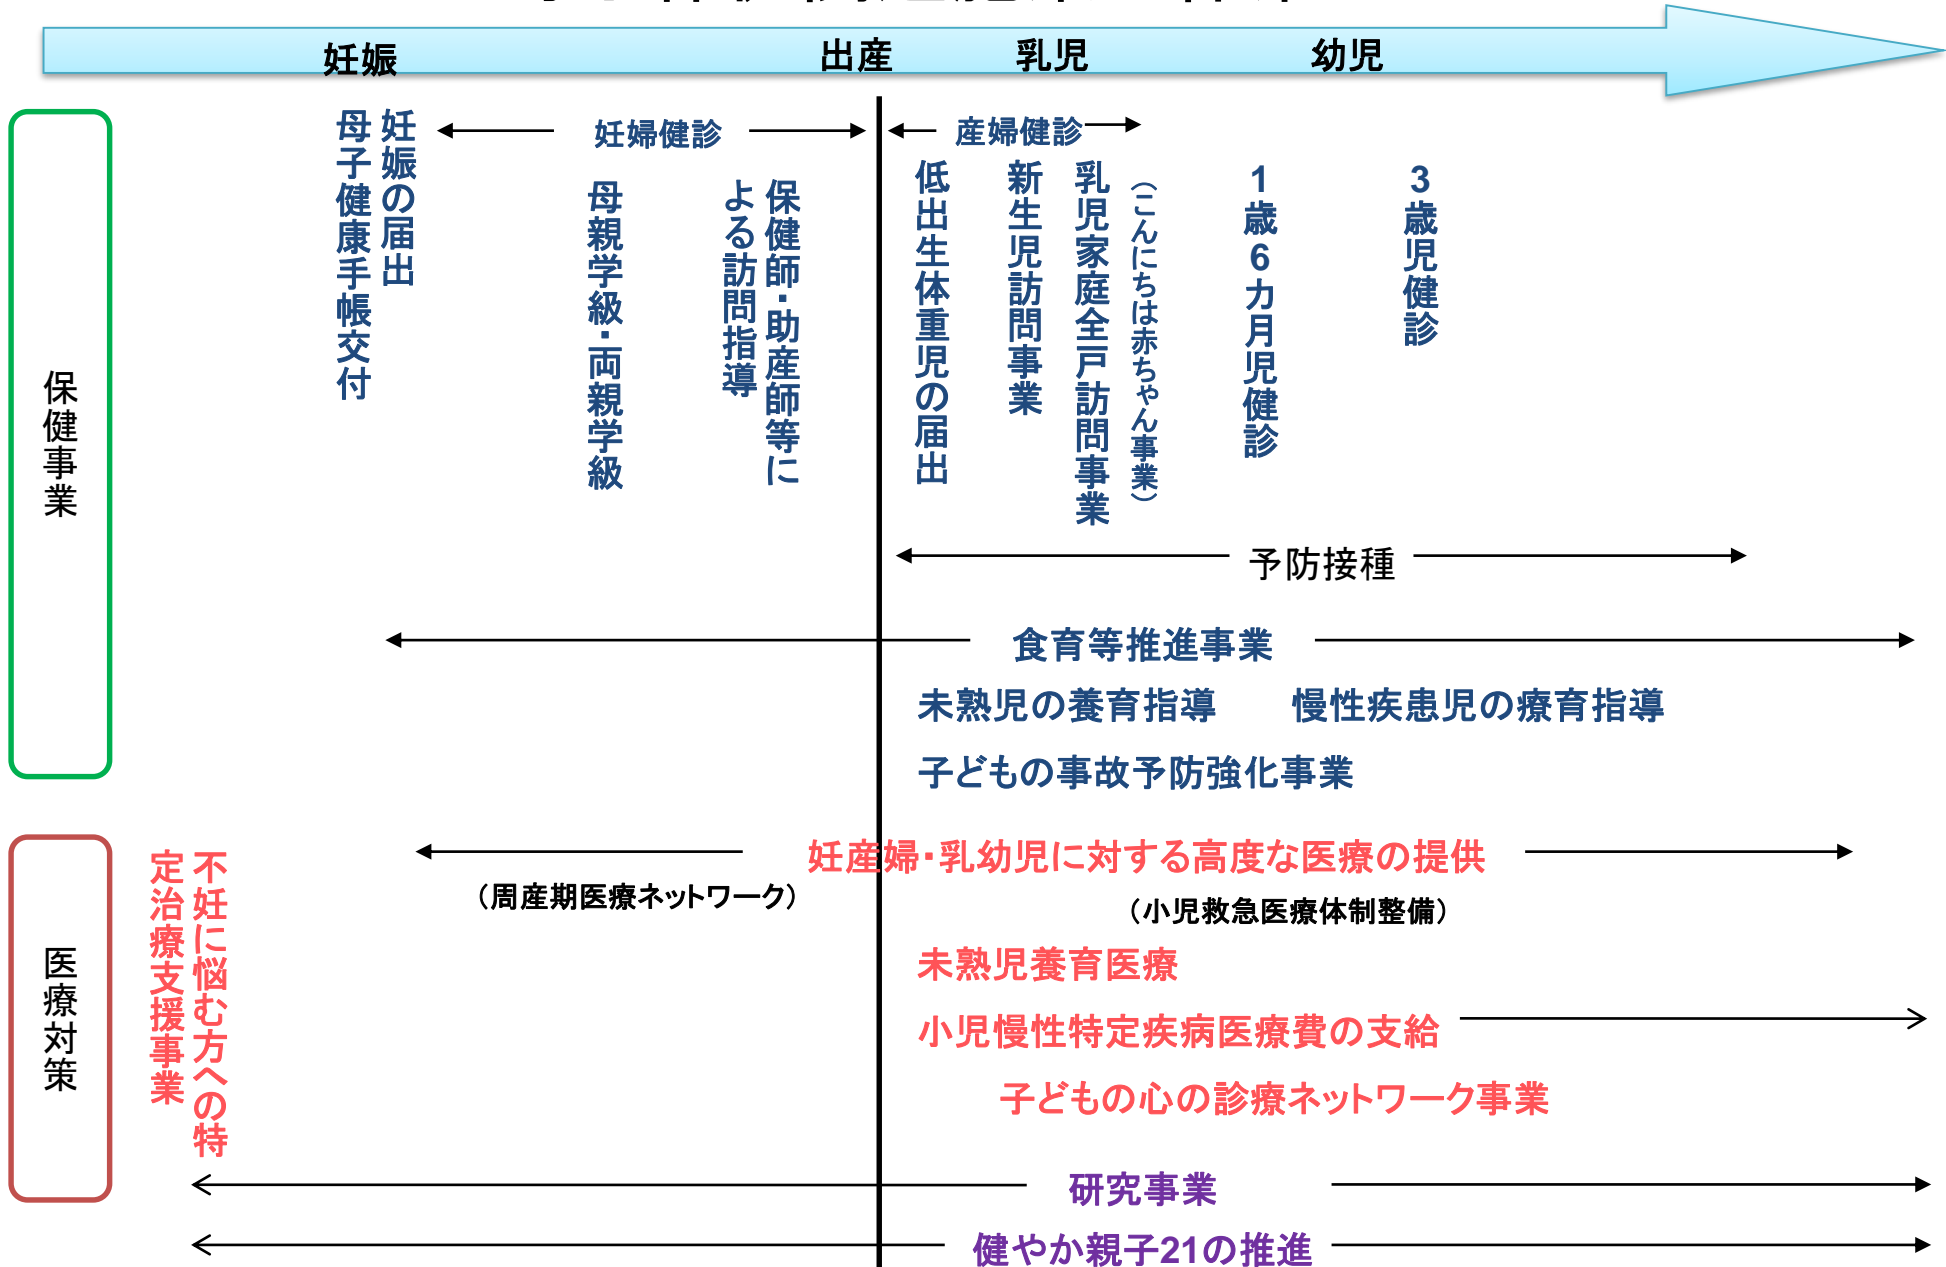 妊娠
出産
乳児
幼児
保健事業
妊娠の届出
母子健康手帳交付
妊婦健診
母親学級・両親学級
保健師・助産師等に
よる訪問指導
産婦健診
低出生体重児の届出
新生児訪問事業
乳児家庭全戸訪問事業
（こんにちは赤ちゃん事業）
1歳6カ月児健診
3歳児健診
予防接種
食育等推進事業
未熟児の養育指導
慢性疾患児の療育指導
子どもの事故予防強化事業
医療対策
不妊に悩む方への特
定治療支援事業
妊産婦・乳幼児に対する高度な医療の提供
（周産期医療ネットワーク）
（小児救急医療体制整備）
未熟児養育医療
小児慢性特定疾病医療費の支給
子どもの心の診療ネットワーク事業
研究事業
健やか親子21の推進